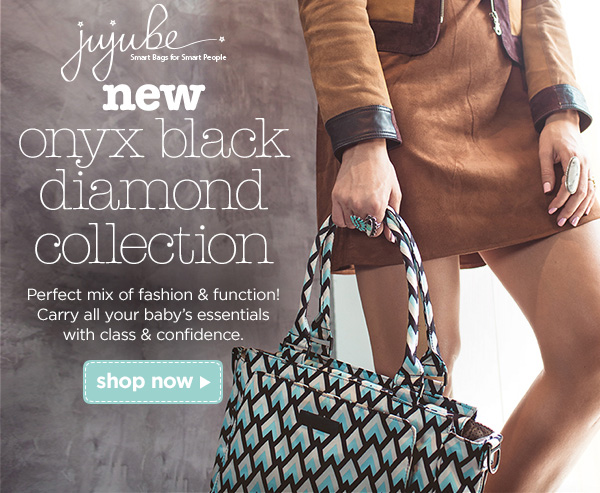 jujube
Smart Bags for Smart People
new
onyx black
diamond
collection
Perfect mix of fashion & function!
Carry all your baby's essentials
with class & confidence.
shop now